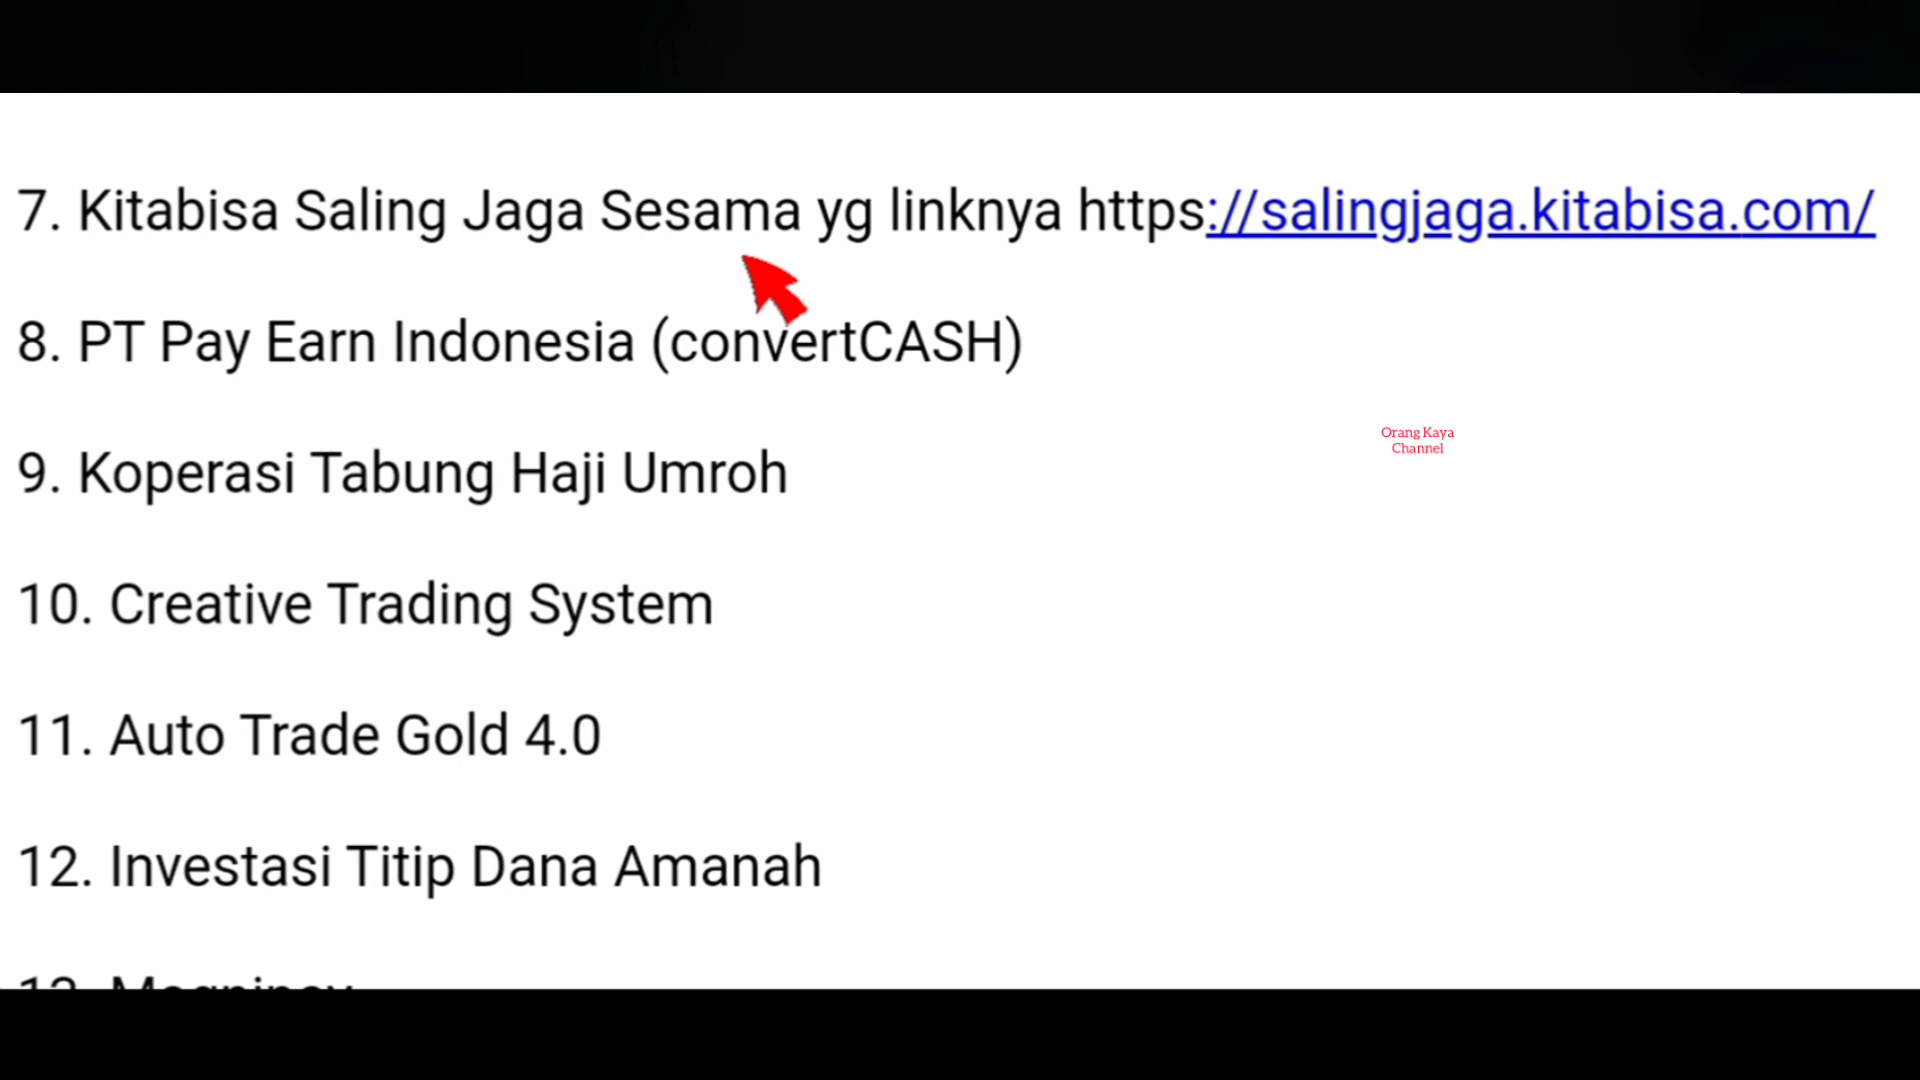 7. Kitabisa Saling Jaga Sesama yg linknya https://salingjaga.kitabisa.com/
8. PT Pay Earn Indonesia (convertCASH)
Orang Kaya
Channel
9. Koperasi Tabung Haji Umroh
10. Creative Trading System
11. Auto Trade Gold 4.0
12. Investasi Titip Dana Amanah
13.